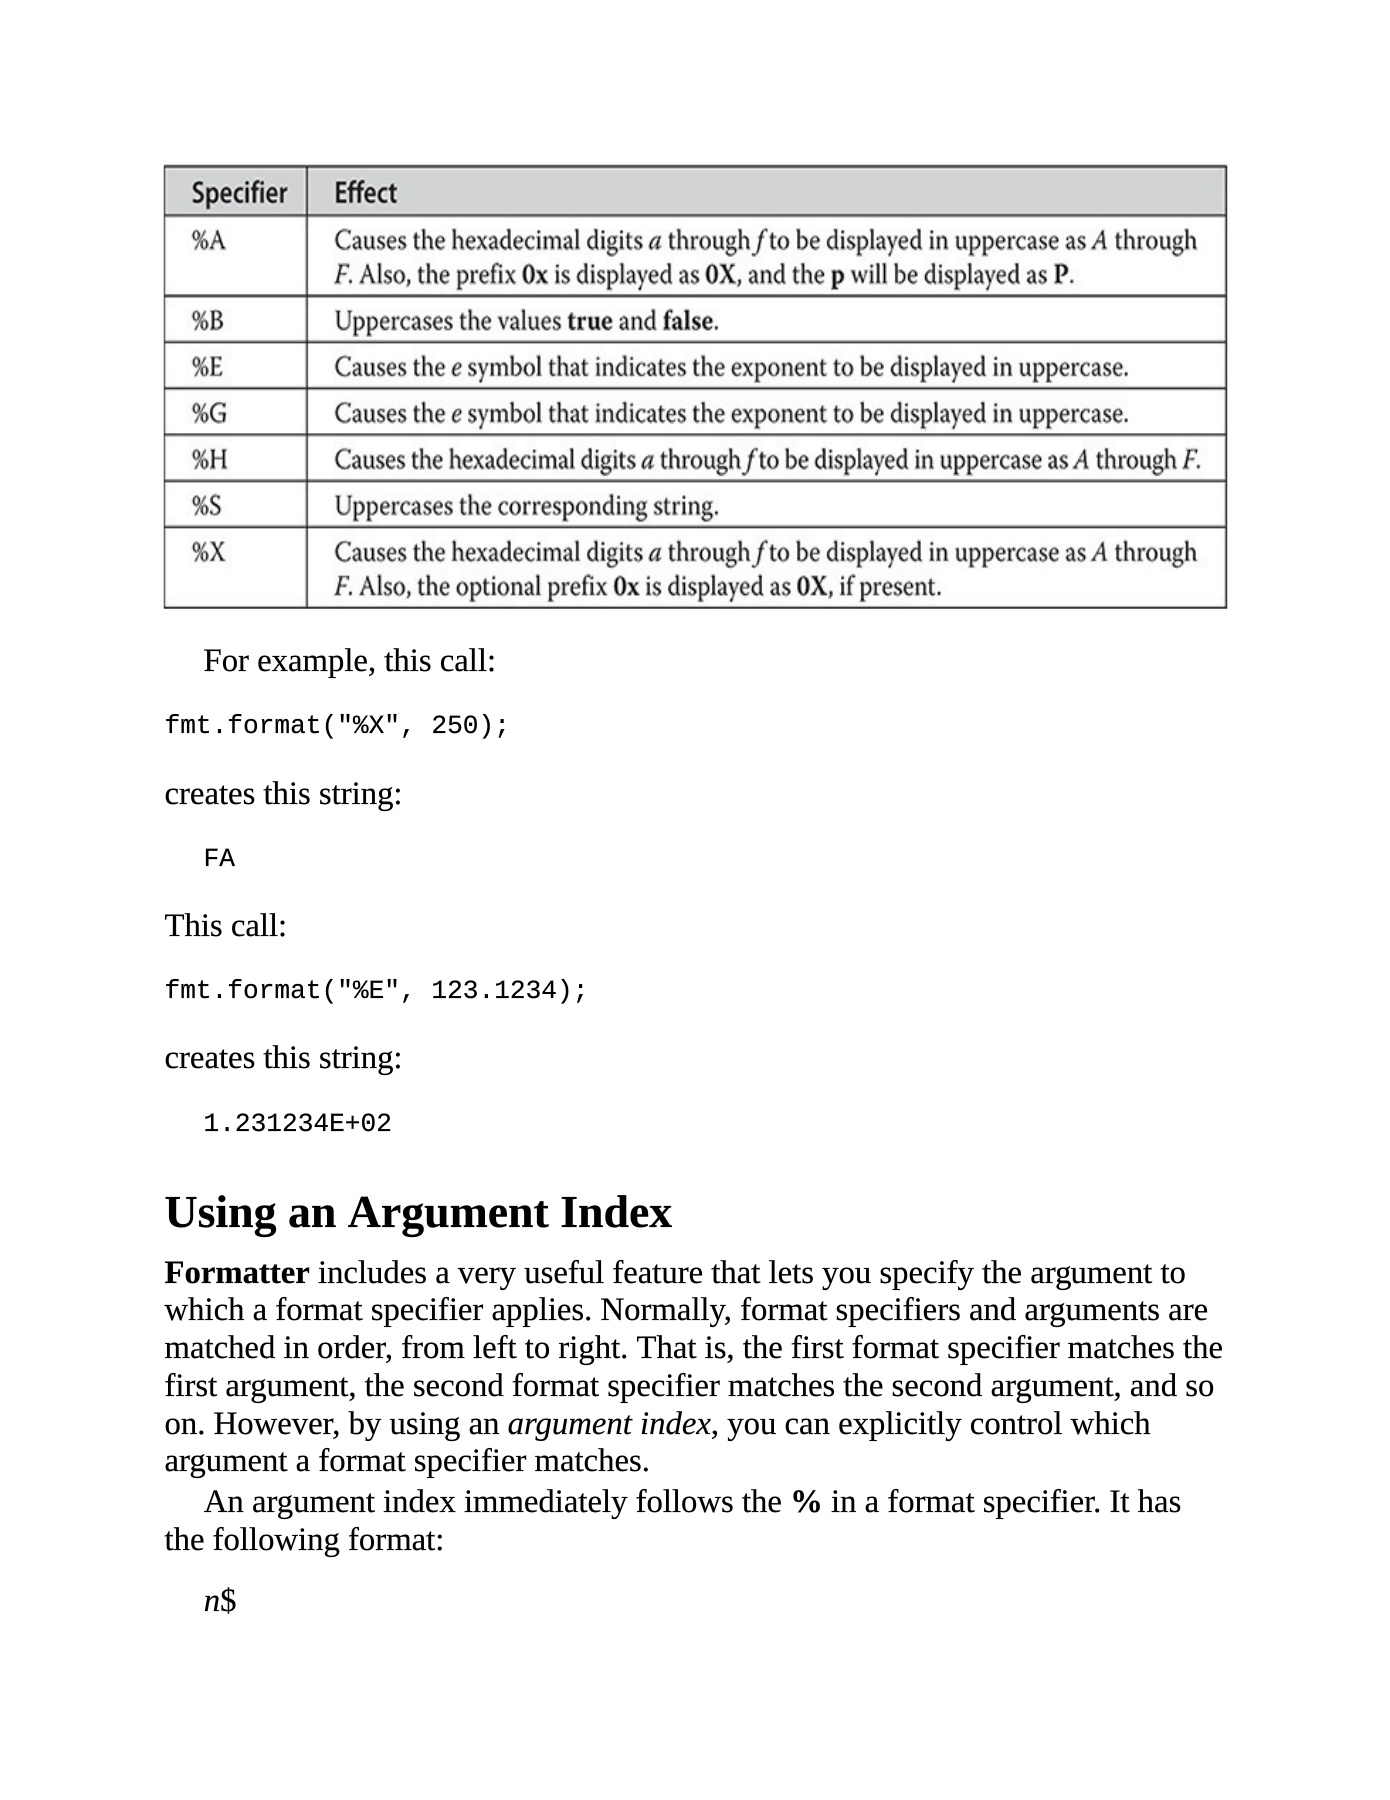 Specifier Effect
%A Causes the hexadecimal digits a through f to be displayed in uppercase as A through
F. Also, the prefix 0x is displayed as 0X, and the p will be displayed as P.
%B Uppercases the values true and false.
%E Causes the e symbol that indicates the exponent to be displayed in uppercase.
%G Causes the e symbol that indicates the exponent to be displayed in uppercase.
%H Causes the hexadecimal digits a through f to be displayed in uppercase as A through F.
%S Uppercases the corresponding string.
%X Causes the hexadecimal digits a through f to be displayed in uppercase as A through
F. Also, the optional prefix 0x is displayed as 0X, if present.
For example, this call:
fmt.format("%X", 250);
creates this string:
FA
This call:
fmt.format("%E", 123.1234);
creates this string:
1.231234E+02
Using an Argument Index
Formatter includes a very useful feature that lets you specify the argument to
which a format specifier applies. Normally, format specifiers and arguments are
matched in order, from left to right. That is, the first format specifier matches the
first argument, the second format specifier matches the second argument, and so
on. However, by using an argument index, you can explicitly control which
argument a format specifier matches.
An argument index immediately follows the % in a format specifier. It has
the following format:
n$